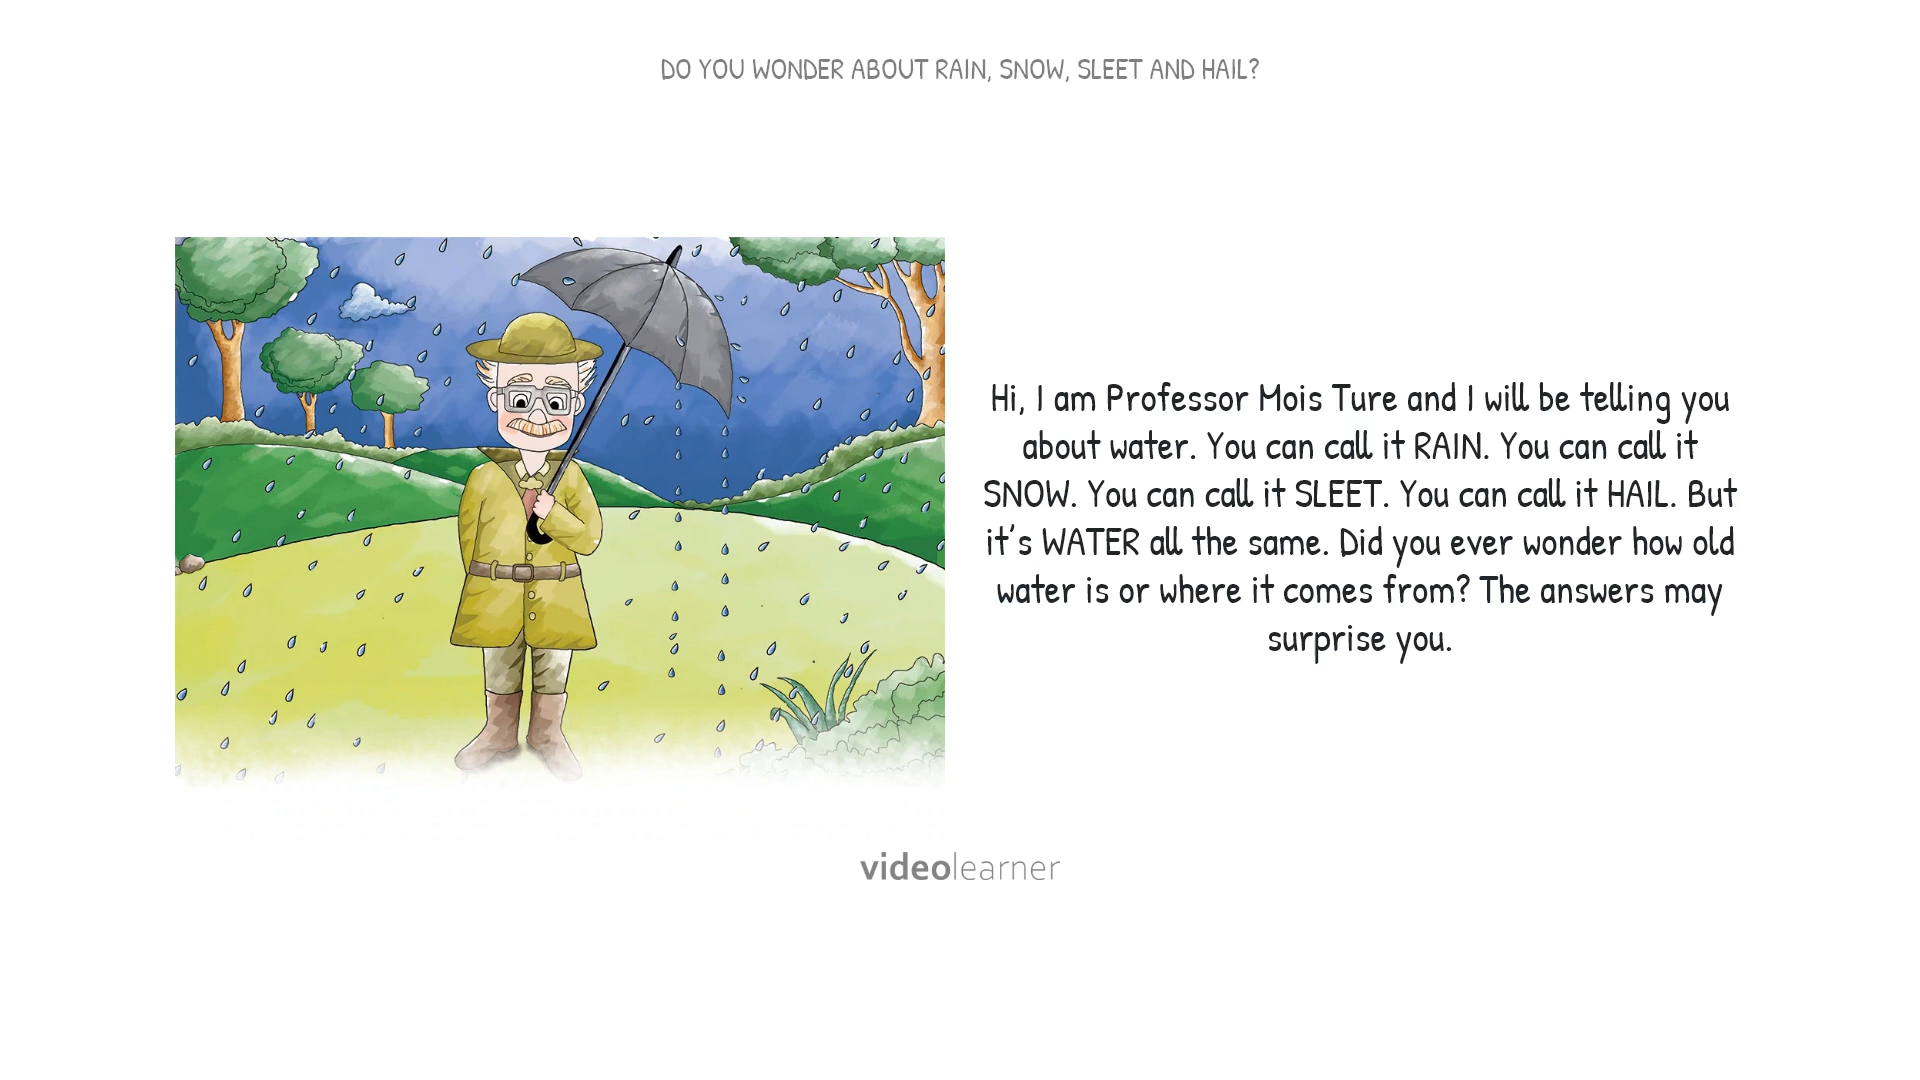 DO YOU WONDER ABOUT RAIN, SNOW, SLEET AND HAIL?
Hi, I am Professor Mois Ture and I will be telling you
about water. You can call it RAIN. You can call it
SNOW. You can call it SLEET. You can call it HAIL. But
it's WATER all the same. Did you ever wonder how old
water is or where it comes from? The answers may
surprise you.
videolearner